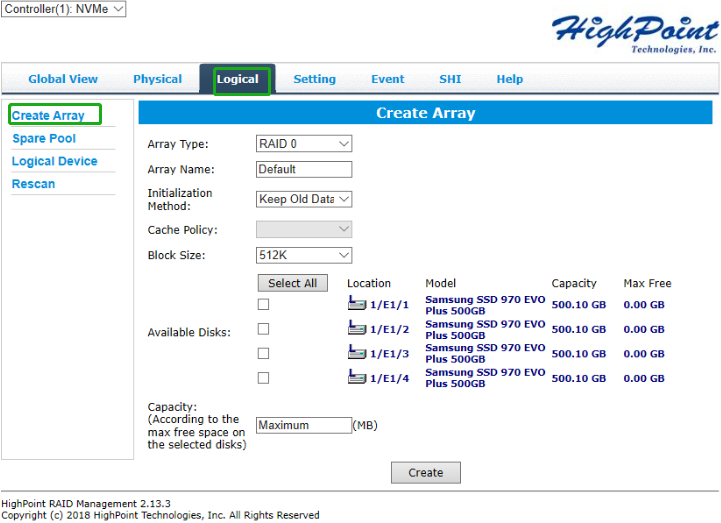 Controller(1): NVMe
HighPoint
Technologies, Inc.
Global View Physical Logical Setting Event SHI Help
Create Array
Spare Pool
Logical Device
Rescan
Create Array
Array Type: RAID 0
Array Name: Default
Initialization
Method: Keep Old Data
Cache Policy:
Block Size: 512K
Select All Location Model Capacity Max Free
Available Disks:
1/E1/1 Samsung SSD 970 EVO
Plus 500GB 500.10 GB 0.00 GB
1/E1/2 Samsung SSD 970 EVO
Plus 500GB 500.10 GB 0.00 GB
1/E1/3 Samsung SSD 970 EVO
Plus 500GB 500.10 GB 0.00 GB
1/E1/4 Samsung SSD 970 EVO
Plus 500GB 500.10 GB 0.00 GB
Capacity:
(According to the
max free space on
the selected disks)
Maximum (MB)
Create
HighPoint RAID Management 2.13.3
Copyright (c) 2018 HighPoint Technologies, Inc. All Rights Reserved